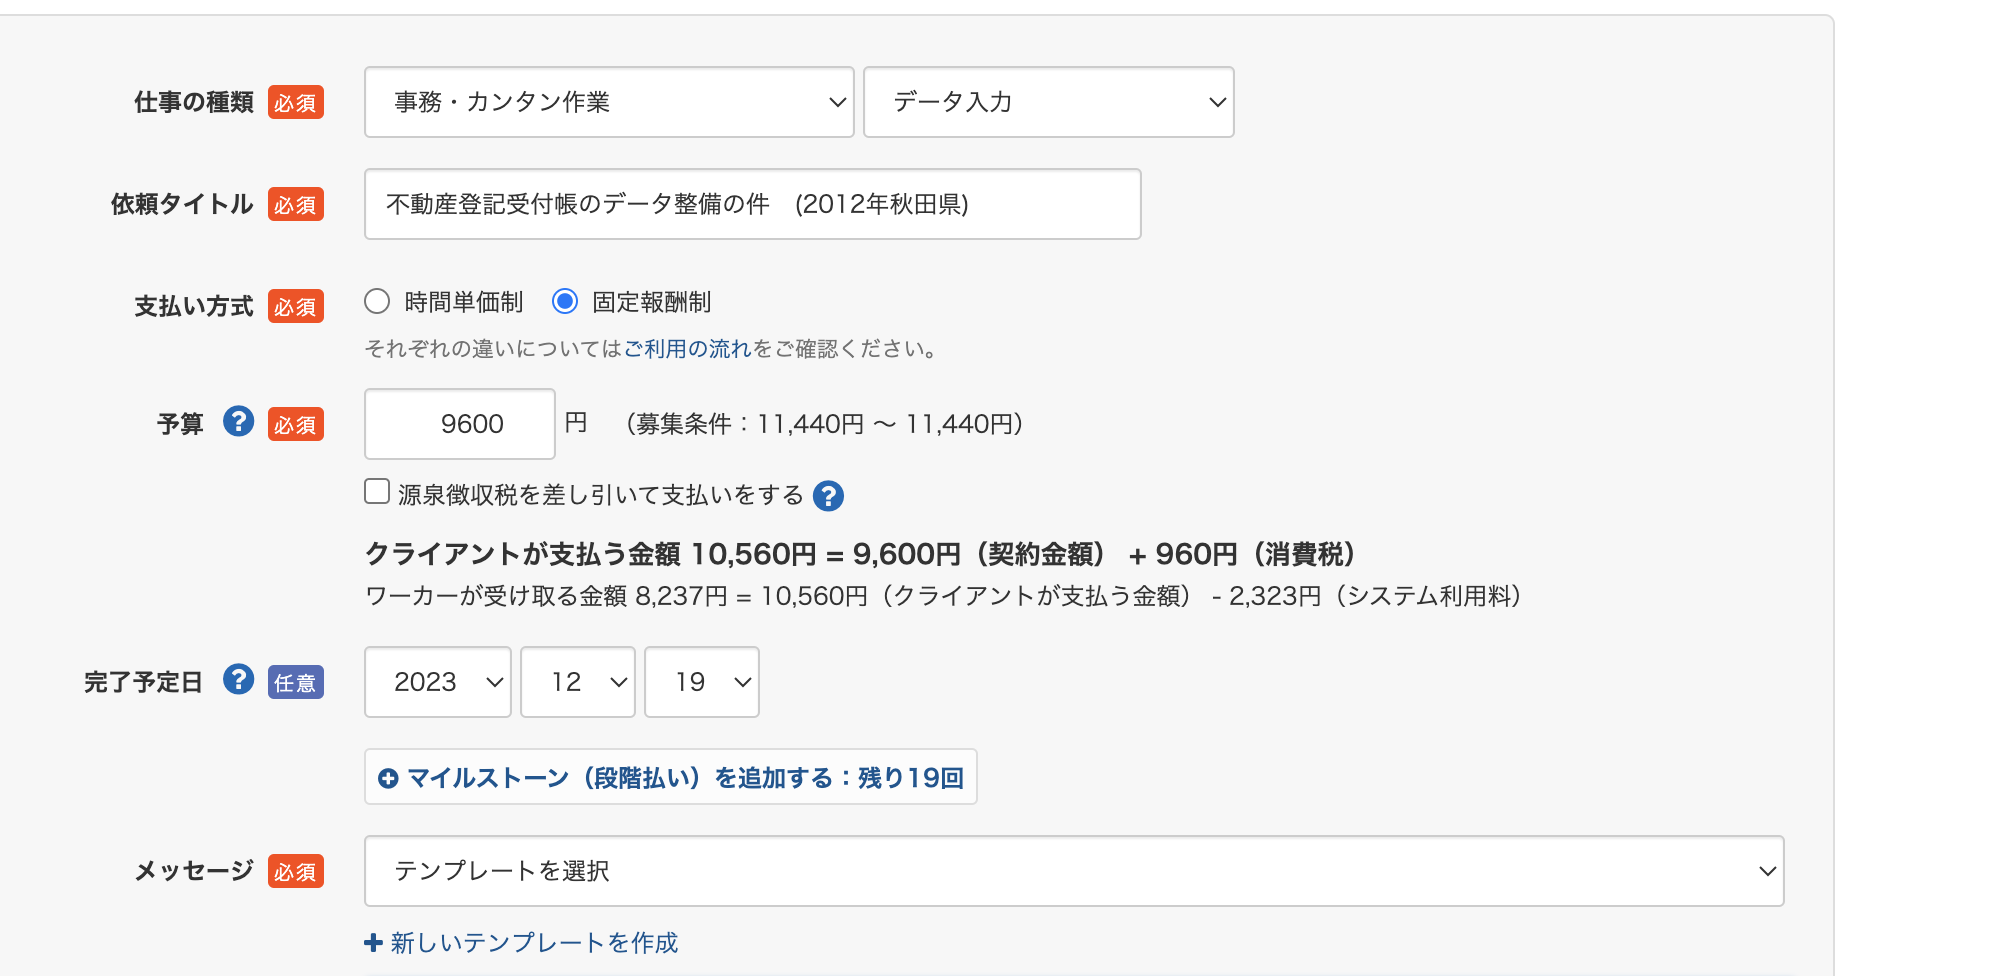 仕事の種類 必須 事務・カンタン作業 データ入力
依頼タイトル 必須 不動産登記受付帳のデータ整備の件　(2012年秋田県)
支払い方式 必須 時間単価制 固定報酬制
それぞれの違いについてはご利用の流れをご確認ください。
予算 ? 必須 9600 円 （募集条件：11,440円 〜 11,440円）
源泉徴収税を差し引いて支払いをする ?
クライアントが支払う金額 10,560円 = 9,600円（契約金額） + 960円（消費税）
ワーカーが受け取る金額 8,237円 = 10,560円（クライアントが支払う金額） - 2,323円（システム利用料）
完了予定日 ? 任意 2023 12 19
マイルストーン（段階払い）を追加する：残り19回
メッセージ 必須 テンプレートを選択
新しいテンプレートを作成